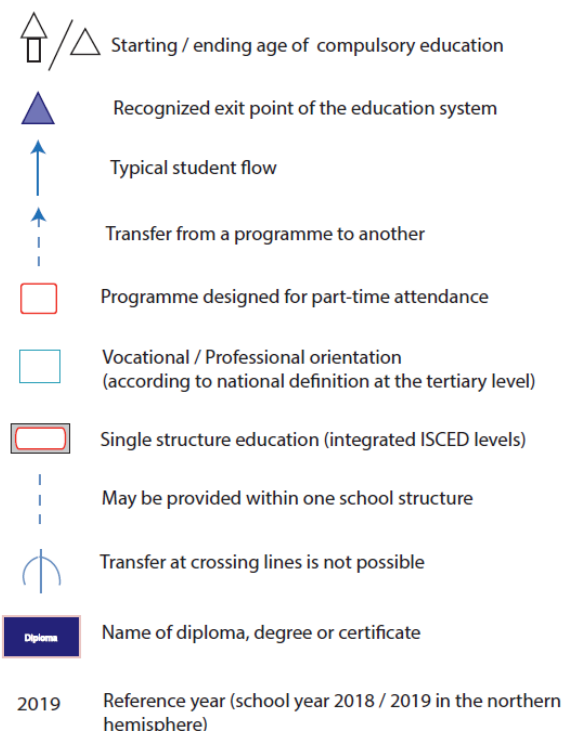 Starting / ending age of compulsory education
Recognized exit point of the education system
Typical student flow
Transfer from a programme to another
Programme designed for part-time attendance
Vocational / Professional orientation
(according to national definition at the tertiary level)
Single structure education (integrated ISCED levels)
May be provided within one school structure
Transfer at crossing lines is not possible
Diploma Name of diploma, degree or certificate
2019 Reference year (school year 2018 / 2019 in the northern
hemisphere)